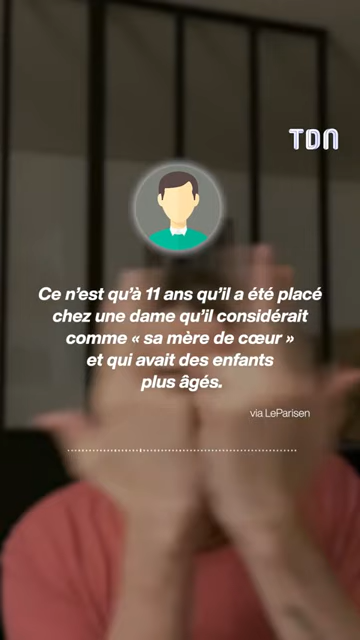 TDN
Ce n'est qu'à 11 ans qu'il a été placé
chez une dame qu'il considérait
comme « sa mère de cœur »
et qui avait des enfants
plus âgés.
via LeParisen